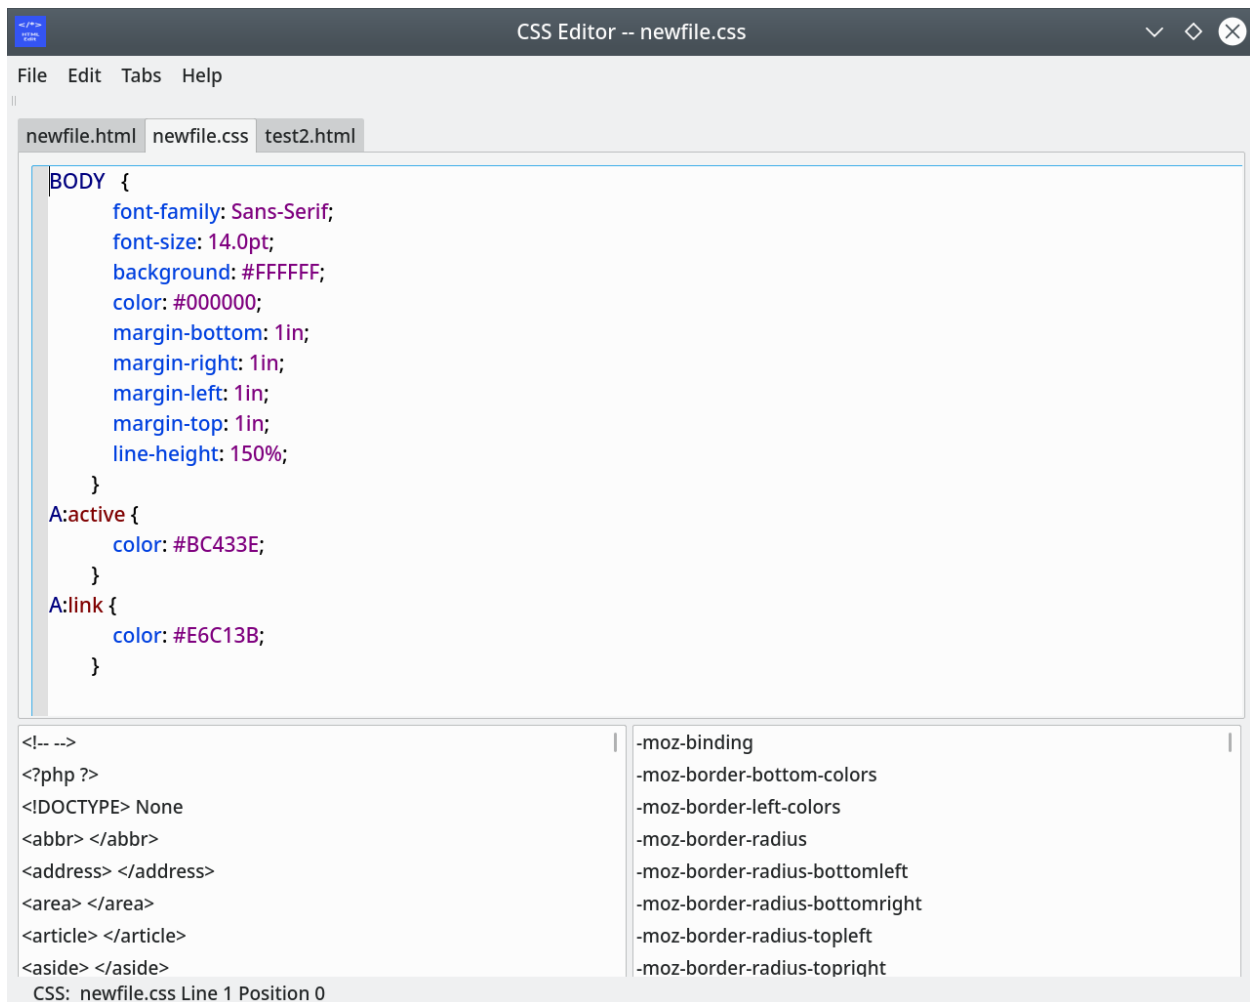 CSS Editor -- newfile.css
File Edit Tabs Help
newfile.html newfile.css test2.html
BODY {
font-family: Sans-Serif;
font-size: 14.0pt;
background: #FFFFFF;
color: #000000;
margin-bottom: 1in;
margin-right: 1in;
margin-left: 1in;
margin-top: 1in;
line-height: 150%;
}
A:active {
color: #BC433E;
}
A:link {
color: #E6C13B;
}
<!-- -->
<?php ?>
<!DOCTYPE> None
<abbr> </abbr>
<address> </address>
<area> </area>
<article> </article>
<aside> </aside>
-moz-binding
-moz-border-bottom-colors
-moz-border-left-colors
-moz-border-radius
-moz-border-radius-bottomleft
-moz-border-radius-bottomright
-moz-border-radius-topleft
-moz-border-radius-topright
CSS: newfile.css Line 1 Position 0